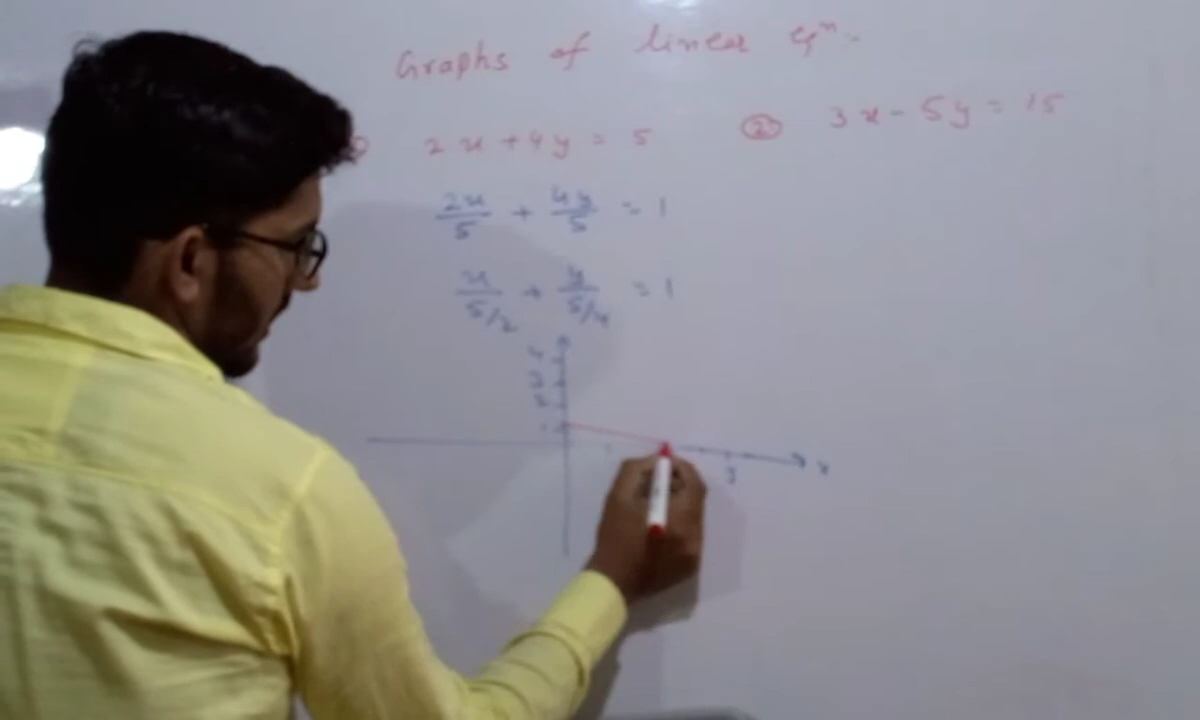 Graphs of linear eqn -
2x + 4y = 5
② 3x - 5y = 15
2x/5 + 4y/5 = 1
x/5/2 + y/5/4 = 1
4
3
2
1
3
x